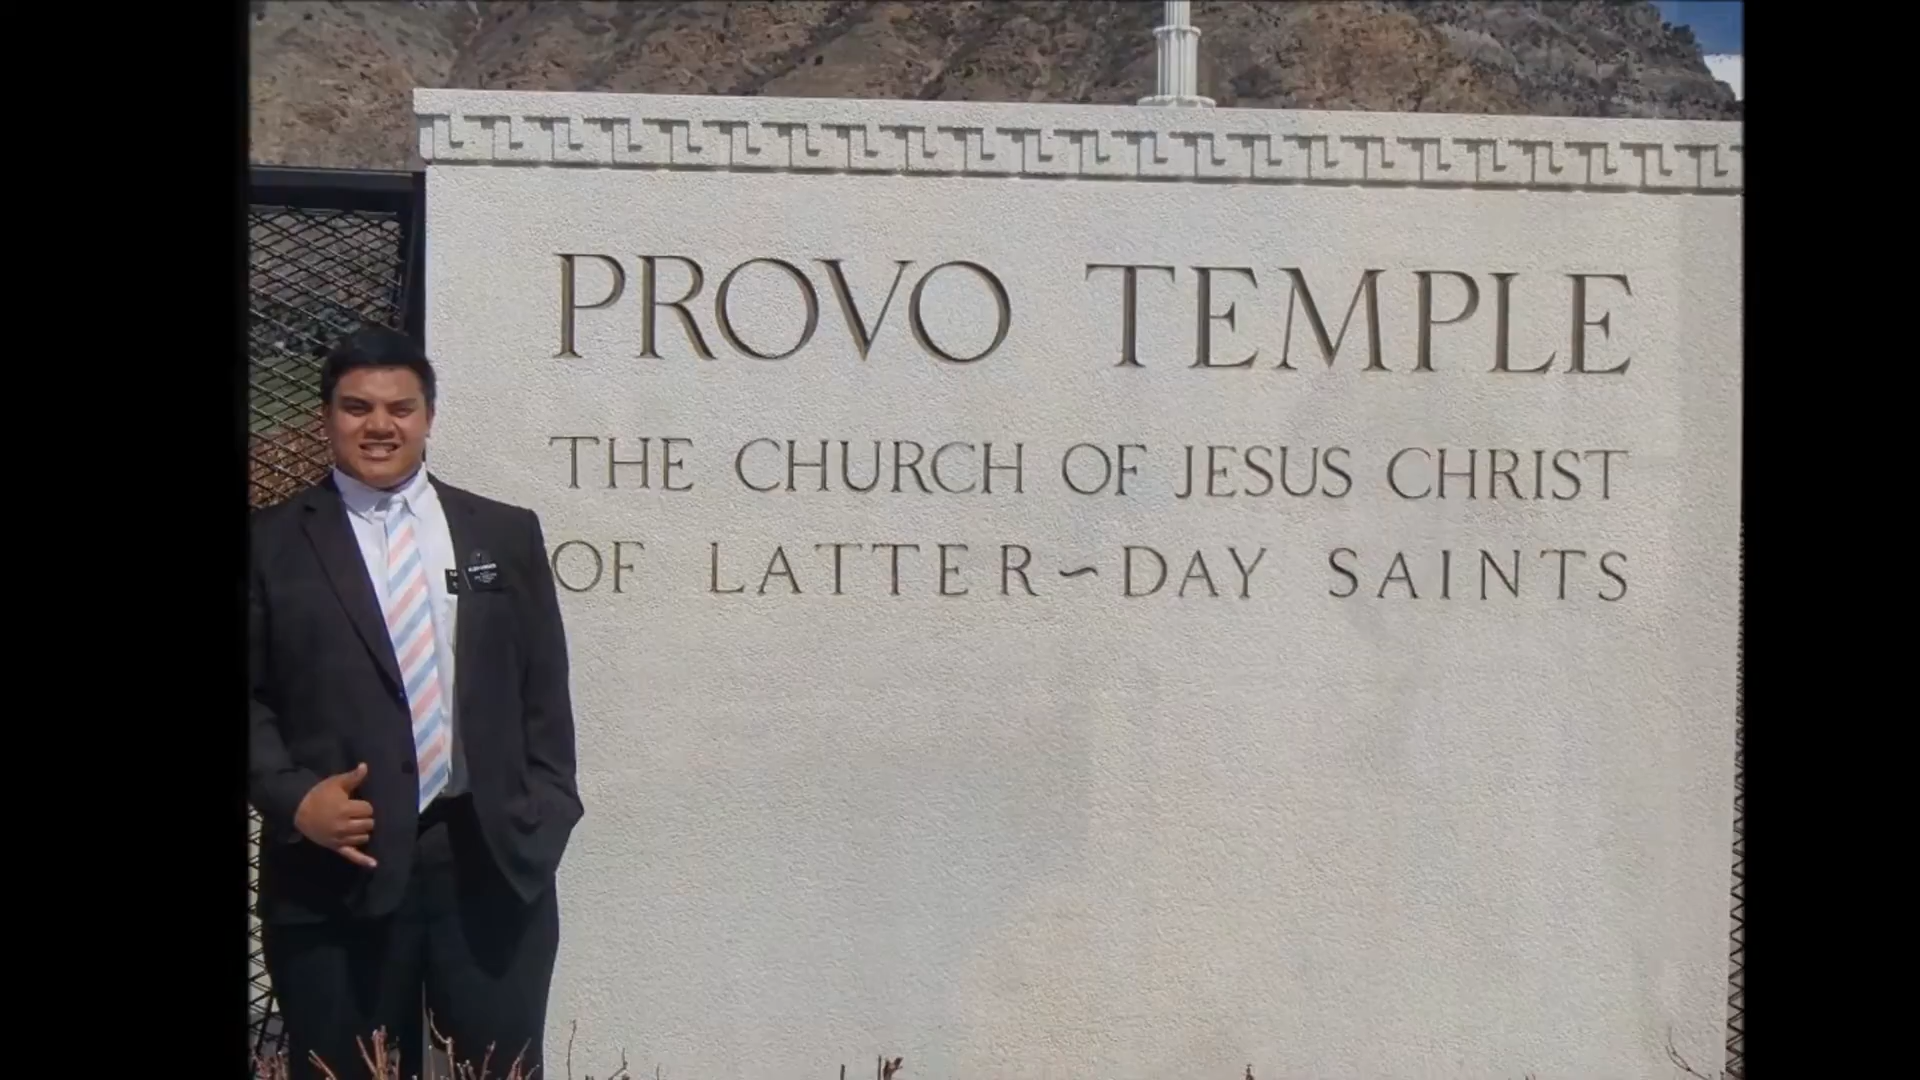 PROVO TEMPLE
THE CHURCH OF JESUS CHRIST
OF LATTER~DAY SAINTS